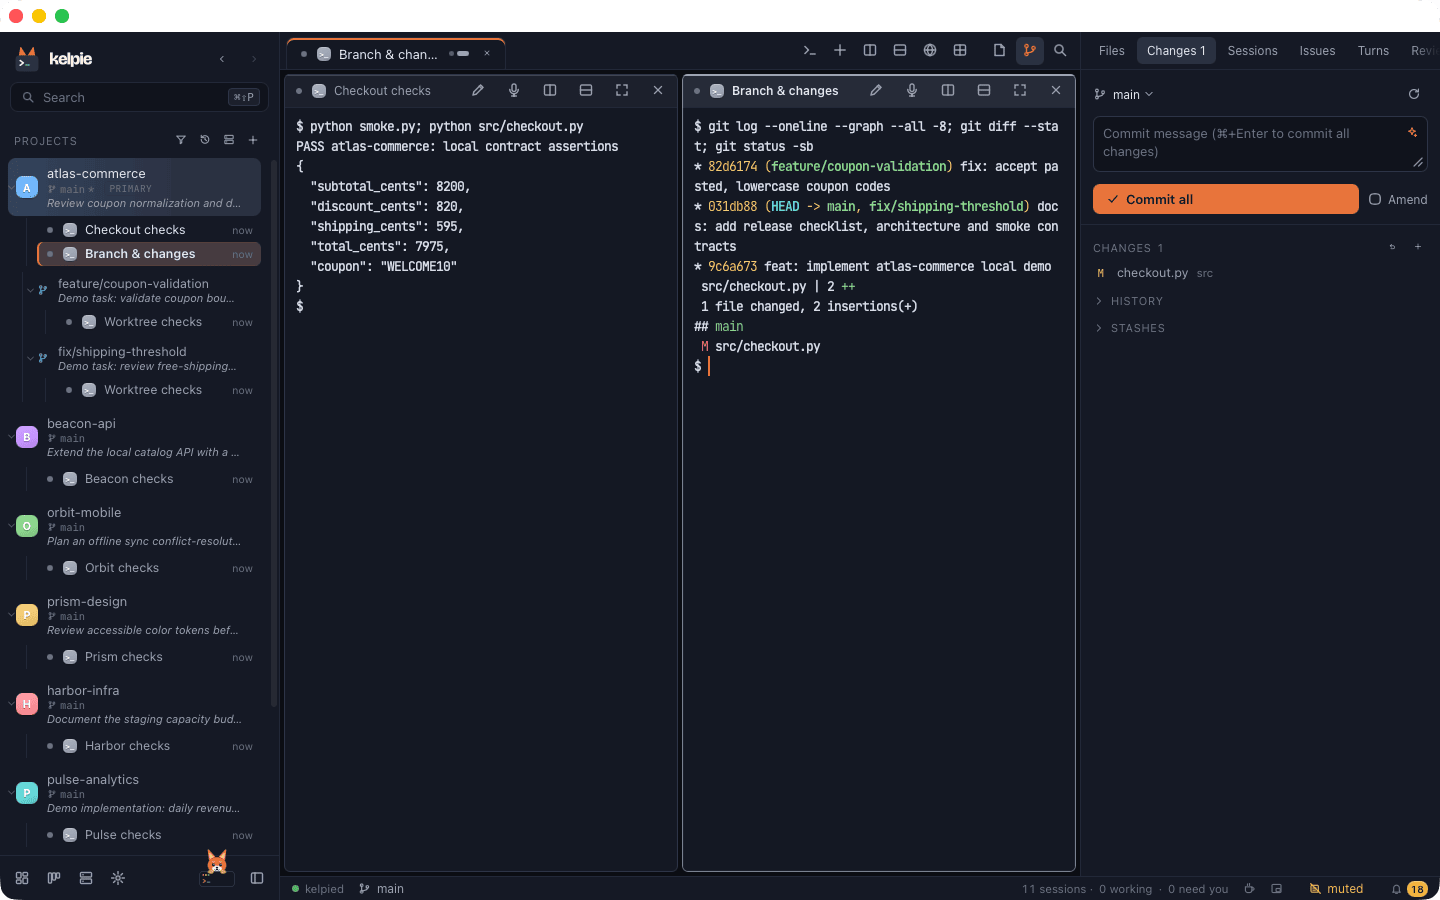 kelpie
Search
⌘⇧P
PROJECTS
A
atlas-commerce
main *
PRIMARY
Review coupon normalization and d...
Checkout checks
now
Branch & changes
now
feature/coupon-validation
Demo task: validate coupon bou...
Worktree checks
now
fix/shipping-threshold
Demo task: review free-shipping...
Worktree checks
now
B
beacon-api
main
Extend the local catalog API with a ...
Beacon checks
now
O
orbit-mobile
main
Plan an offline sync conflict-resolut...
Orbit checks
now
P
prism-design
main
Review accessible color tokens bef...
Prism checks
now
H
harbor-infra
main
Document the staging capacity bud...
Harbor checks
now
P
pulse-analytics
main
Demo implementation: daily revenu...
Pulse checks
now
Branch & chan...
Checkout checks
$ python smoke.py; python src/checkout.py
PASS atlas-commerce: local contract assertions
{
"subtotal_cents": 8200,
"discount_cents": 820,
"shipping_cents": 595,
"total_cents": 7975,
"coupon": "WELCOME10"
}
$
Branch & changes
$ git log --oneline --graph --all -8; git diff --sta
t; git status -sb
* 82d6174 (feature/coupon-validation) fix: accept pa
sted, lowercase coupon codes
* 031db88 (HEAD -> main, fix/shipping-threshold) doc
s: add release checklist, architecture and smoke con
tracts
* 9c6a673 feat: implement atlas-commerce local demo
src/checkout.py | 2 ++
1 file changed, 2 insertions(+)
## main
M src/checkout.py
$
Files
Changes 1
Sessions
Issues
Turns
main
Commit message (⌘+Enter to commit all
changes)
Commit all
Amend
CHANGES 1
M checkout.py src
HISTORY
STASHES
kelpied
main
11 sessions · 0 working · 0 need you
muted
18